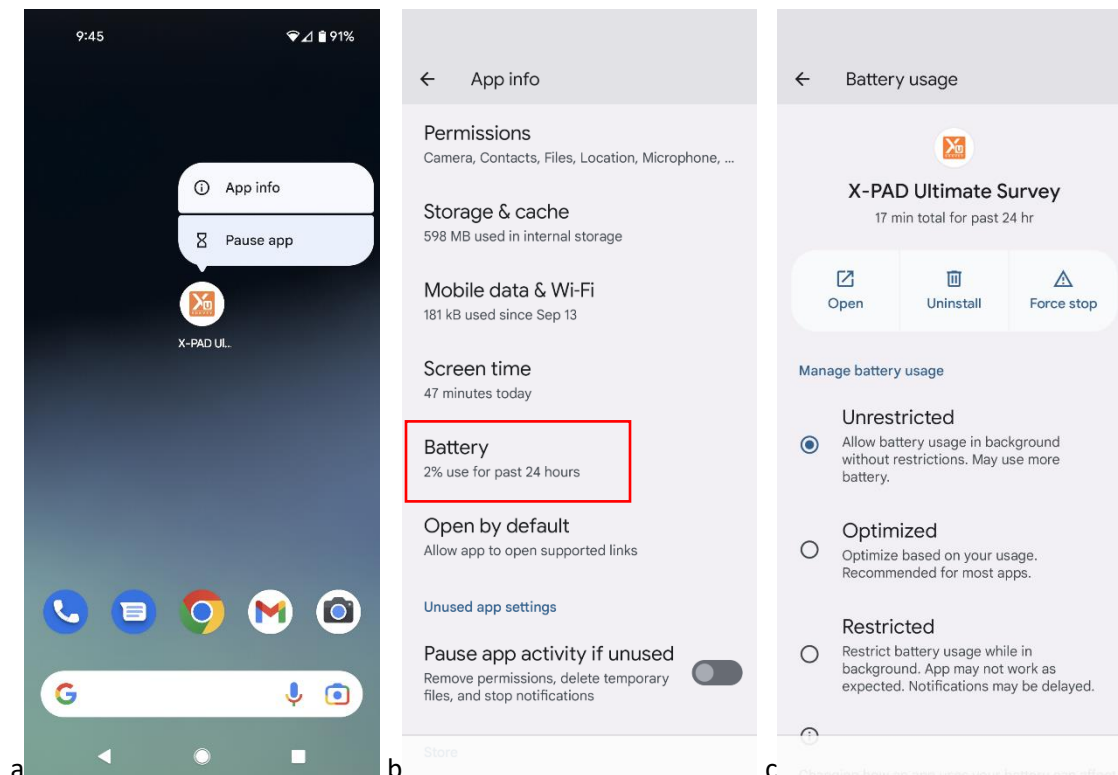 9:45
91%
App info
Pause app
X-PAD Ul...
a
App info
Permissions
Camera, Contacts, Files, Location, Microphone, ...
Storage & cache
598 MB used in internal storage
Mobile data & Wi-Fi
181 kB used since Sep 13
Screen time
47 minutes today
Battery
2% use for past 24 hours
Open by default
Allow app to open supported links
Unused app settings
Pause app activity if unused
Remove permissions, delete temporary
files, and stop notifications
Store
b
Battery usage
Xu
X-PAD Ultimate Survey
17 min total for past 24 hr
Open
Uninstall
Force stop
Manage battery usage
Unrestricted
Allow battery usage in background
without restrictions. May use more
battery.
Optimized
Optimize based on your usage.
Recommended for most apps.
Restricted
Restrict battery usage while in
background. App may not work as
expected. Notifications may be delayed.
c